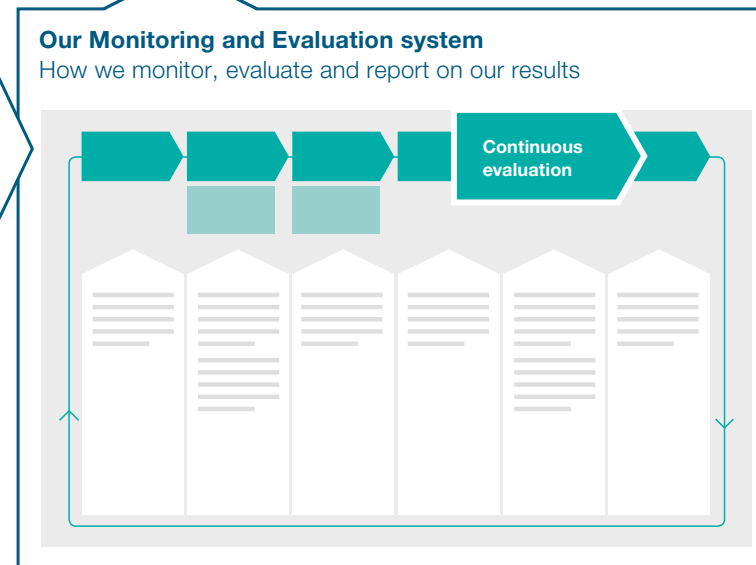 Our Monitoring and Evaluation system
How we monitor, evaluate and report on our results
Continuous
evaluation